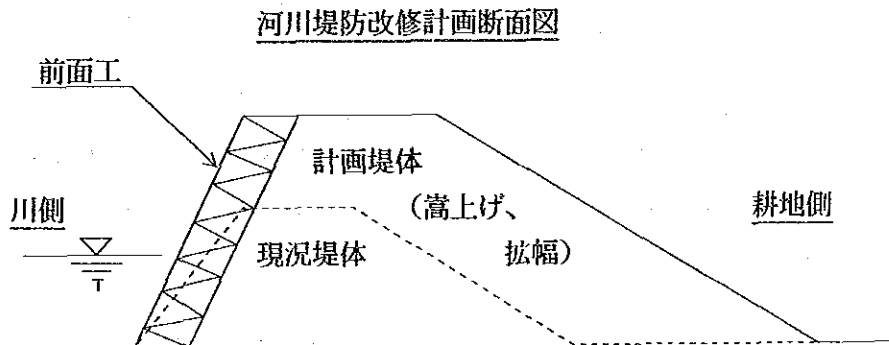 河川堤防改修計画断面図
前面工
計画堤体
(嵩上げ、
拡幅)
川側
耕地側
現況堤体